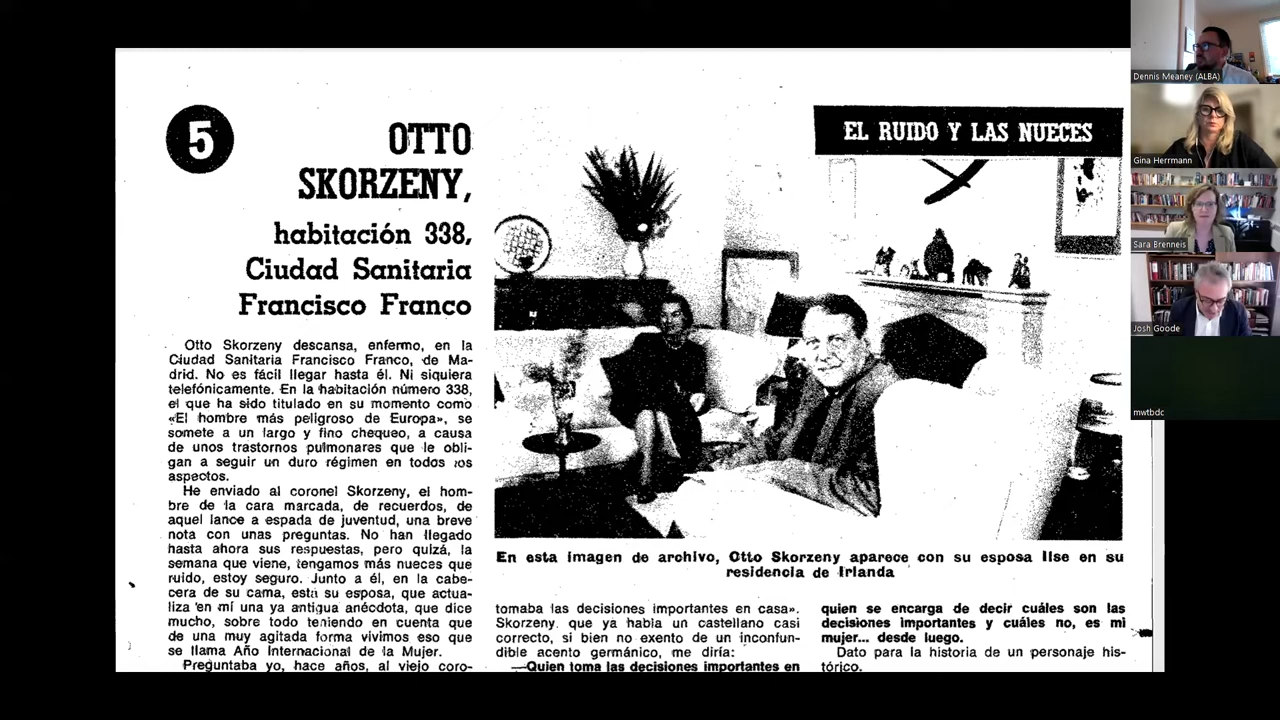 5
OTTO
SKORZENY,
habitación 338,
Ciudad Sanitaria
Francisco Franco
Otto Skorzeny descansa, enfermo, en la
Ciudad Sanitaria Francisco Franco, de Ma-
drid. No es fácil llegar hasta él. Ni siquiera
telefónicamente. En la habitación número 338,
el que ha sido titulado en su momento como
«El hombre más peligroso de Europa», se
somete a un largo y fino chequeo, a causa
de unos trastornos pulmonares que le obli-
gan a seguir un duro régimen en todos los
aspectos.
He enviado al coronel Skorzeny, el hom-
bre de la cara marcada, de recuerdos, de
aquel lance a espada de juventud, una breve
nota con unas preguntas. No han llegado
hasta ahora sus respuestas, pero quizá, la
semana que viene, tengamos más nueces que
ruido, estoy seguro. Junto a él, en la cabe-
cera de su cama, está su esposa, que actua-
liza en mí una ya antigua anécdota, que dice
mucho, sobre todo teniendo en cuenta que
de una muy agitada forma vivimos eso que
se llama Año Internacional de la Mujer.
Preguntaba yo, hace años, al viejo coro-
EL RUIDO Y LAS NUECES
En esta imagen de archivo, Otto Skorzeny aparece con su esposa Ilse en su
residencia de Irlanda
tomaba las decisiones importantes en casa».
Skorzeny, que ya habla un castellano casi
correcto, si bien no exento de un inconfun-
dible acento germánico, me diría:
—Quien toma las decisiones importantes en
quien se encarga de decir cuáles son las
decisiones importantes y cuáles no, es mi
mujer... desde luego.
Dato para la historia de un personaje his-
tórico.
Dennis Meaney (ALBA)
Gina Herrmann
Sara Brenneis
Josh Goode
mwtbdc